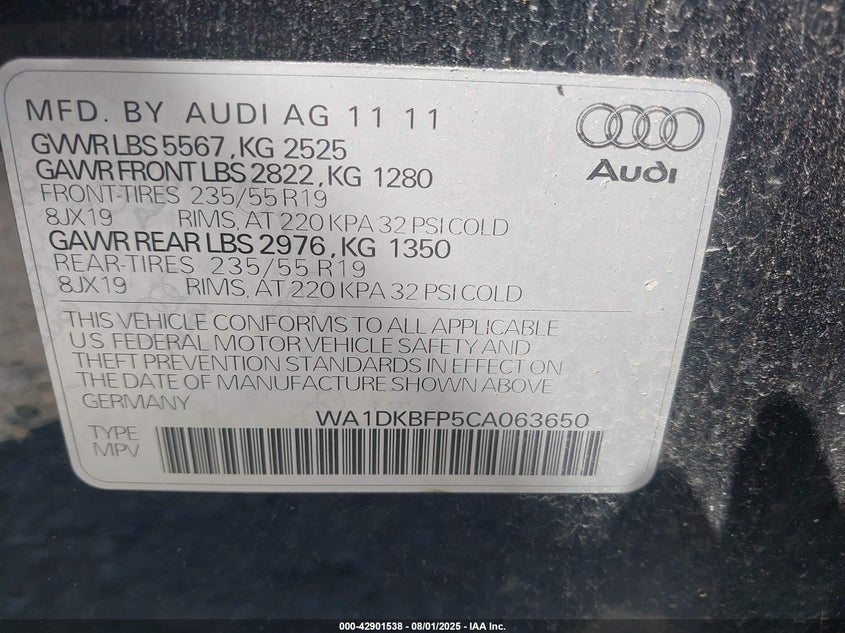 MFD. BY AUDI AG 11 11
Audi
GVWR LBS 5567, KG 2525
GAWR FRONT LBS 2822, KG 1280
FRONT-TIRES 235/55 R19
8JX19 RIMS, AT 220 KPA 32 PSI COLD
GAWR REAR LBS 2976, KG 1350
REAR-TIRES 235/55 R19
8JX19 RIMS, AT 220 KPA 32 PSI COLD
THIS VEHICLE CONFORMS TO ALL APPLICABLE
U.S. FEDERAL MOTOR VEHICLE SAFETY AND
THEFT PREVENTION STANDARDS IN EFFECT ON
THE DATE OF MANUFACTURE SHOWN ABOVE
GERMANY
WA1DKBFP5CA063650
TYPE
MPV
000-42901538 - 08/01/2025 - IAA Inc.